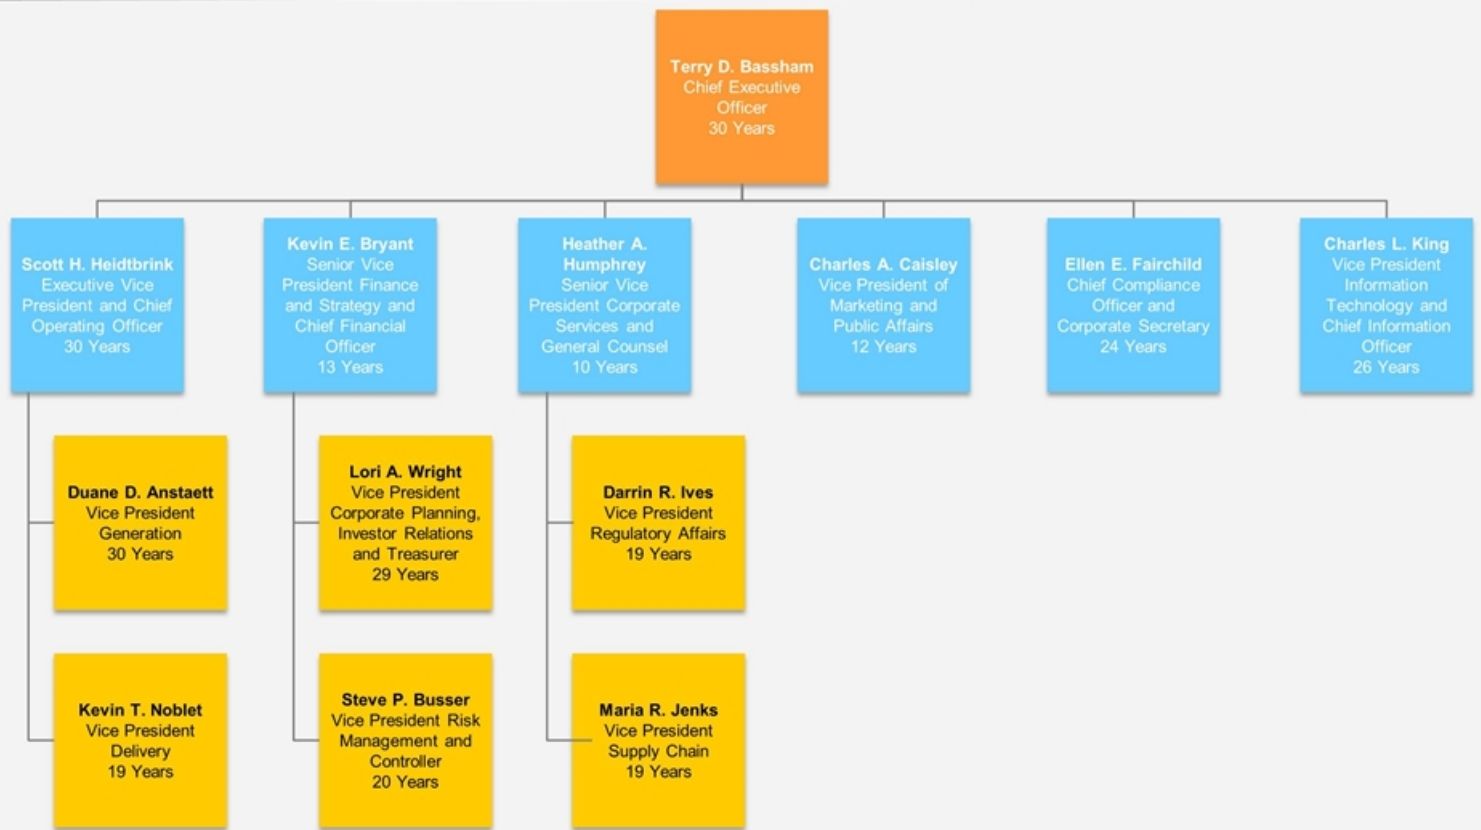 Terry D. Bassham
Chief Executive
Officer
30 Years
Scott H. Heidtbrink
Executive Vice
President and Chief
Operating Officer
30 Years
Kevin E. Bryant
Senior Vice
President Finance
and Strategy and
Chief Financial
Officer
13 Years
Heather A.
Humphrey
Senior Vice
President Corporate
Services and
General Counsel
10 Years
Charles A. Caisley
Vice President of
Marketing and
Public Affairs
12 Years
Ellen E. Fairchild
Chief Compliance
Officer and
Corporate Secretary
24 Years
Charles L. King
Vice President
Information
Technology and
Chief Information
Officer
26 Years
Duane D. Anstaett
Vice President
Generation
30 Years
Lori A. Wright
Vice President
Corporate Planning,
Investor Relations
and Treasurer
29 Years
Darrin R. Ives
Vice President
Regulatory Affairs
19 Years
Kevin T. Noblet
Vice President
Delivery
19 Years
Steve P. Busser
Vice President Risk
Management and
Controller
20 Years
Maria R. Jenks
Vice President
Supply Chain
19 Years